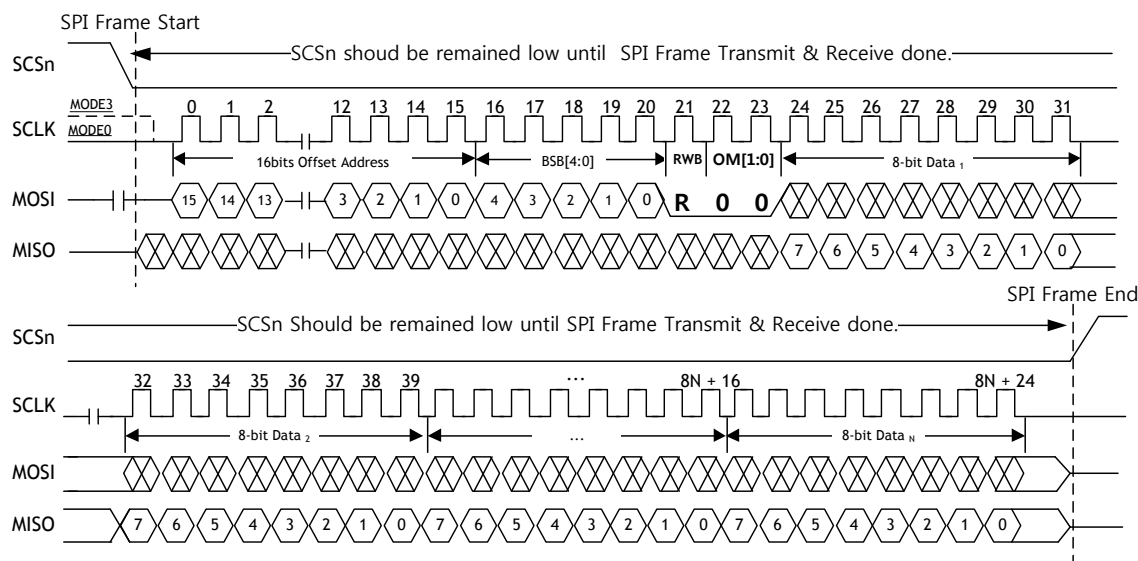 SPI Frame Start
SCSn
SCSn shoud be remained low until SPI Frame Transmit & Receive done.
MODE3
SCLK
MODE0
0 1 2 12 13 14 15 16 17 18 19 20 21 22 23 24 25 26 27 28 29 30 31
16bits Offset Address BSB[4:0] RWB OM[1:0] 8-bit Data 1
MOSI 15 14 13 3 2 1 0 4 3 2 1 0 R 0 0
MISO 7 6 5 4 3 2 1 0
SPI Frame End
SCSn
SCSn Should be remained low until SPI Frame Transmit & Receive done.
SCLK 32 33 34 35 36 37 38 39 ... 8N + 16 8N + 24
8-bit Data 2 ... 8-bit Data N
MOSI
MISO 7 6 5 4 3 2 1 0 7 6 5 4 3 2 1 0 7 6 5 4 3 2 1 0